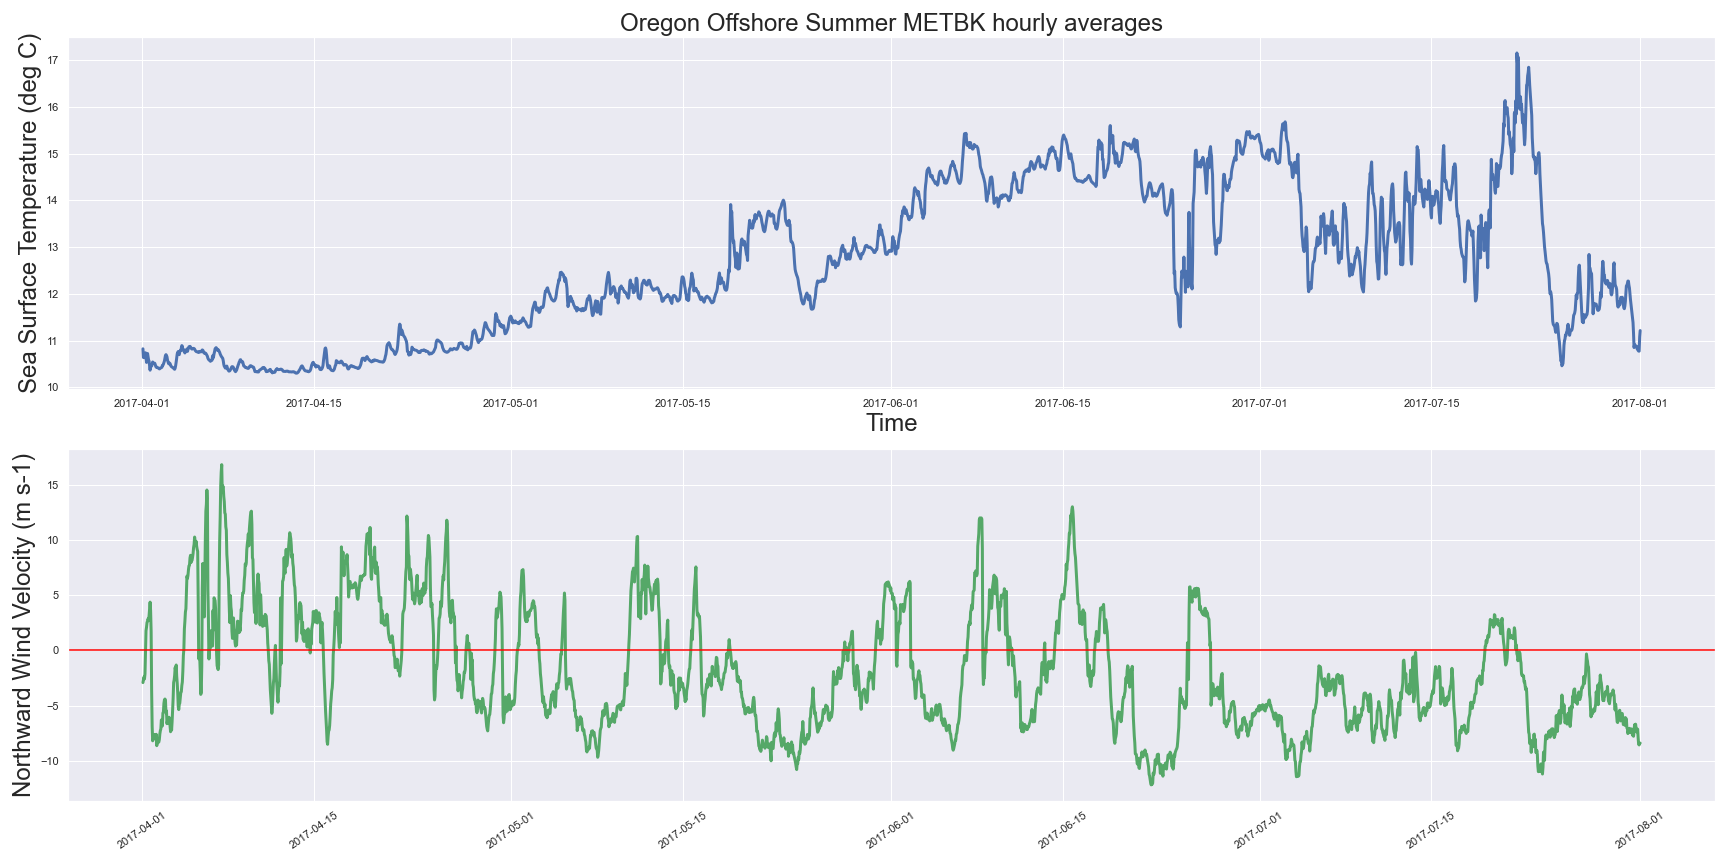 Oregon Offshore Summer METBK hourly averages
Sea Surface Temperature (deg C)
17
16
15
14
13
12
11
10
2017-04-01 2017-04-15 2017-05-01 2017-05-15 2017-06-01 2017-06-15 2017-07-01 2017-07-15 2017-08-01
Time
Northward Wind Velocity (m s-1)
15
10
5
0
−5
−10
2017-04-01 2017-04-15 2017-05-01 2017-05-15 2017-06-01 2017-06-15 2017-07-01 2017-07-15 2017-08-01